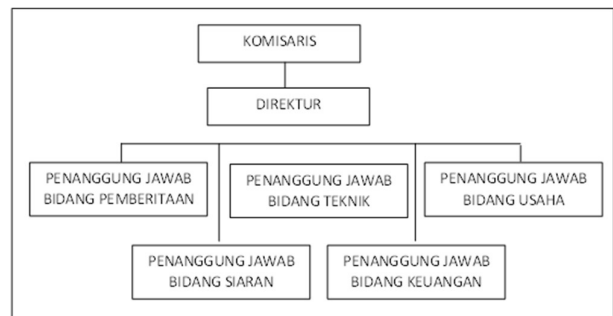 KOMISARIS
DIREKTUR
PENANGGUNG JAWAB
BIDANG PEMBERITAAN
PENANGGUNG JAWAB
BIDANG TEKNIK
PENANGGUNG JAWAB
BIDANG USAHA
PENANGGUNG JAWAB
BIDANG SIARAN
PENANGGUNG JAWAB
BIDANG KEUANGAN